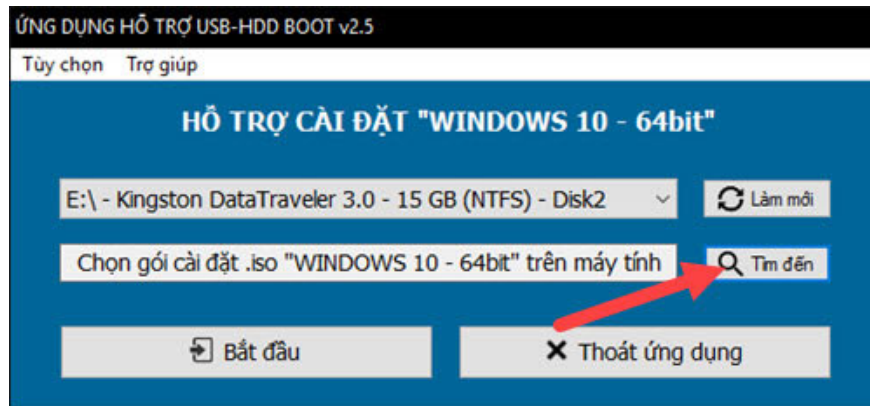 ỨNG DỤNG HỖ TRỢ USB-HDD BOOT v2.5
Tùy chọn Trợ giúp
HỖ TRỢ CÀI ĐẶT "WINDOWS 10 - 64bit"
E:\ - Kingston DataTraveler 3.0 - 15 GB (NTFS) - Disk2 Làm mới
Chọn gói cài đặt .iso "WINDOWS 10 - 64bit" trên máy tính Tìm đến
Bắt đầu Thoát ứng dụng